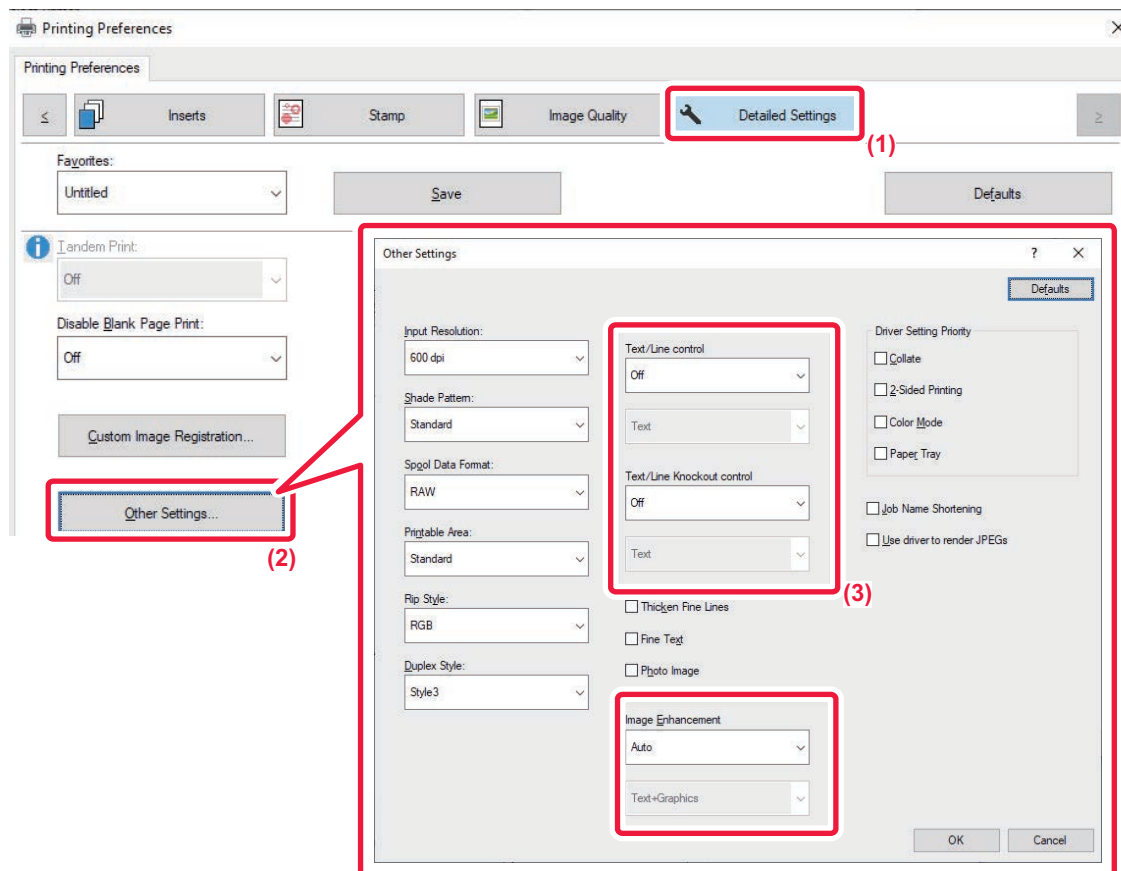 Printing Preferences
Printing Preferences
<
Inserts
Stamp
Image Quality
Detailed Settings
>
(1)
Favorites:
Untitled
Save
Defaults
Tandem Print:
Off
Disable Blank Page Print:
Off
Custom Image Registration...
Other Settings...
(2)
Other Settings
?
Defaults
Input Resolution:
600 dpi
Shade Pattern:
Standard
Spool Data Format:
RAW
Printable Area:
Standard
Rip Style:
RGB
Duplex Style:
Style3
Text/Line control
Off
Text
Text/Line Knockout control
Off
Text
(3)
Thicken Fine Lines
Fine Text
Photo Image
Image Enhancement
Auto
Text+Graphics
Driver Setting Priority
Collate
2-Sided Printing
Color Mode
Paper Tray
Job Name Shortening
Use driver to render JPEGs
OK
Cancel